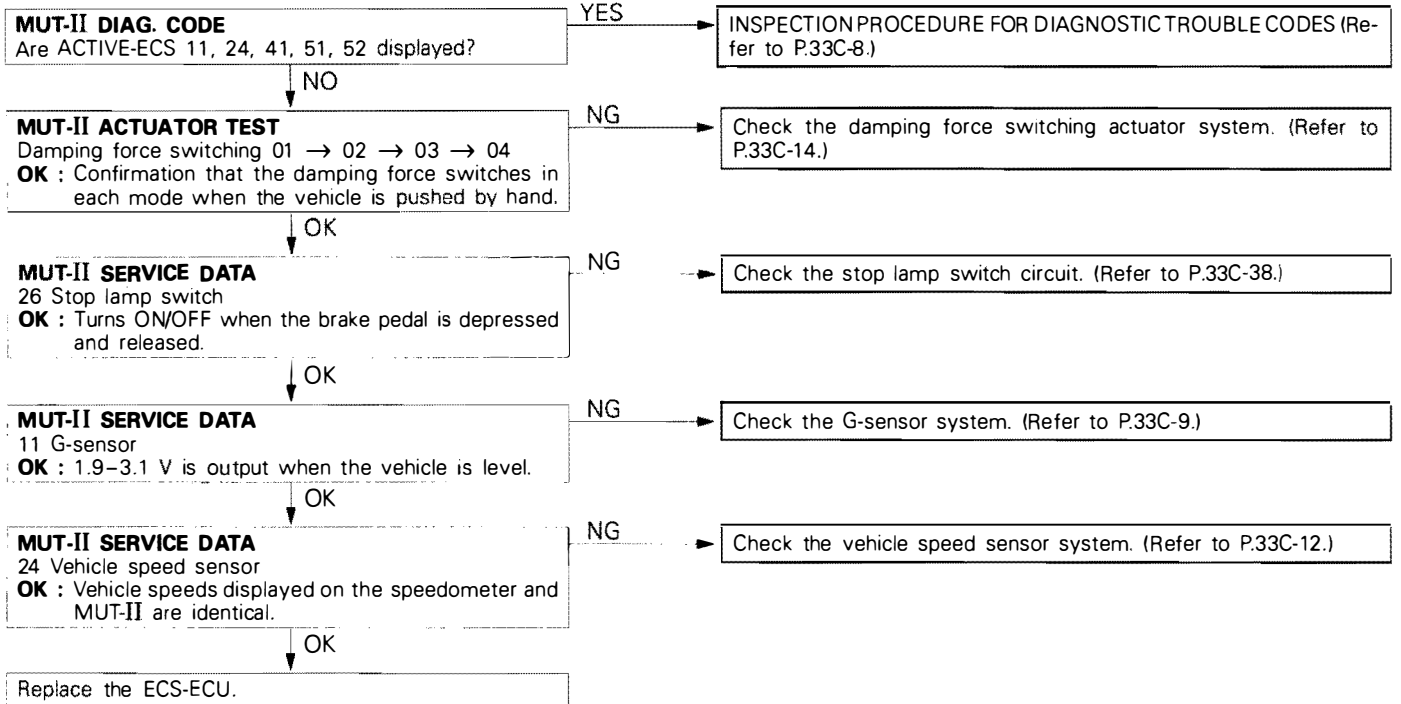 MUT-II DIAG. CODE
Are ACTIVE-ECS 11, 24, 41, 51, 52 displayed?
YES
INSPECTION PROCEDURE FOR DIAGNOSTIC TROUBLE CODES (Re-
fer to P.33C-8.)
NO
MUT-II ACTUATOR TEST
Damping force switching 01 → 02 → 03 → 04
OK : Confirmation that the damping force switches in
each mode when the vehicle is pushed by hand.
NG
Check the damping force switching actuator system. (Refer to
P.33C-14.)
OK
MUT-II SERVICE DATA
26 Stop lamp switch
OK : Turns ON/OFF when the brake pedal is depressed
and released.
NG
Check the stop lamp switch circuit. (Refer to P.33C-38.)
OK
MUT-II SERVICE DATA
11 G-sensor
OK : 1.9–3.1 V is output when the vehicle is level.
NG
Check the G-sensor system. (Refer to P.33C-9.)
OK
MUT-II SERVICE DATA
24 Vehicle speed sensor
OK : Vehicle speeds displayed on the speedometer and
MUT-II are identical.
NG
Check the vehicle speed sensor system. (Refer to P.33C-12.)
OK
Replace the ECS-ECU.